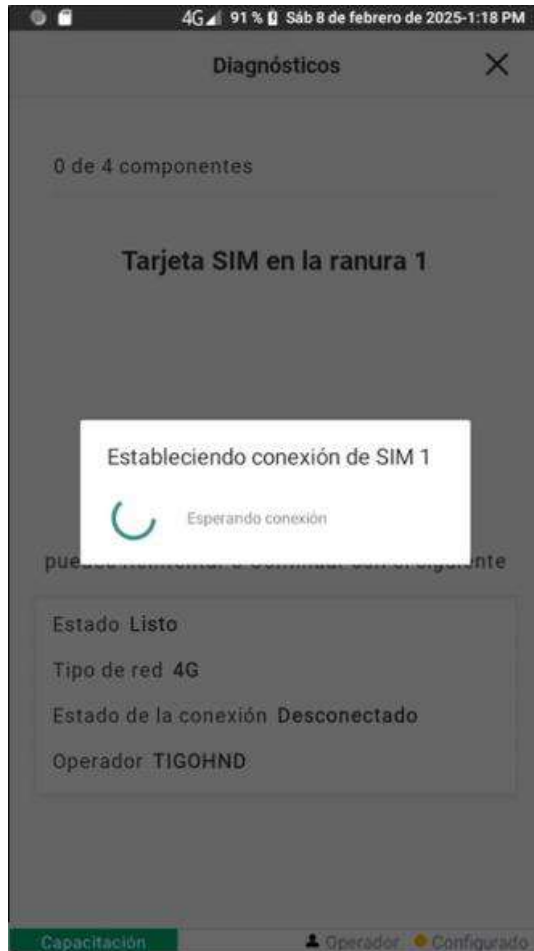 4G 91 % Sáb 8 de febrero de 2025-1:18 PM
Diagnósticos
0 de 4 componentes
Tarjeta SIM en la ranura 1
Estableciendo conexión de SIM 1
Esperando conexión
Estado Listo
Tipo de red 4G
Estado de la conexión Desconectado
Operador TIGOHND
Capacitación Operador Configurado